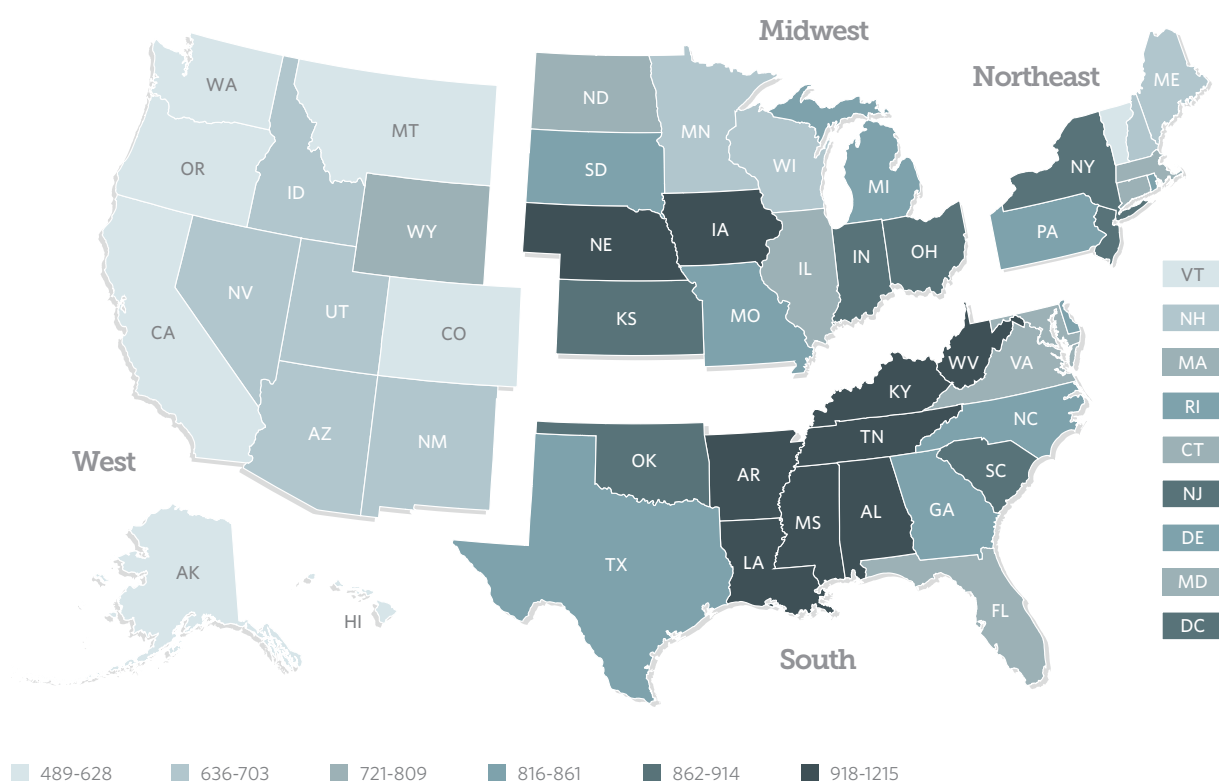 Midwest
Northeast
West
South
WA
MT
OR
ID
WY
CA
NV
UT
CO
AZ
NM
AK
HI
ND
MN
SD
WI
MI
NE
IA
IL
IN
OH
KS
MO
ME
NY
PA
WV
VA
KY
NC
TN
OK
AR
SC
MS
AL
GA
LA
TX
FL
VT
NH
MA
RI
CT
NJ
DE
MD
DC
489-628 636-703 721-809 816-861 862-914 918-1215